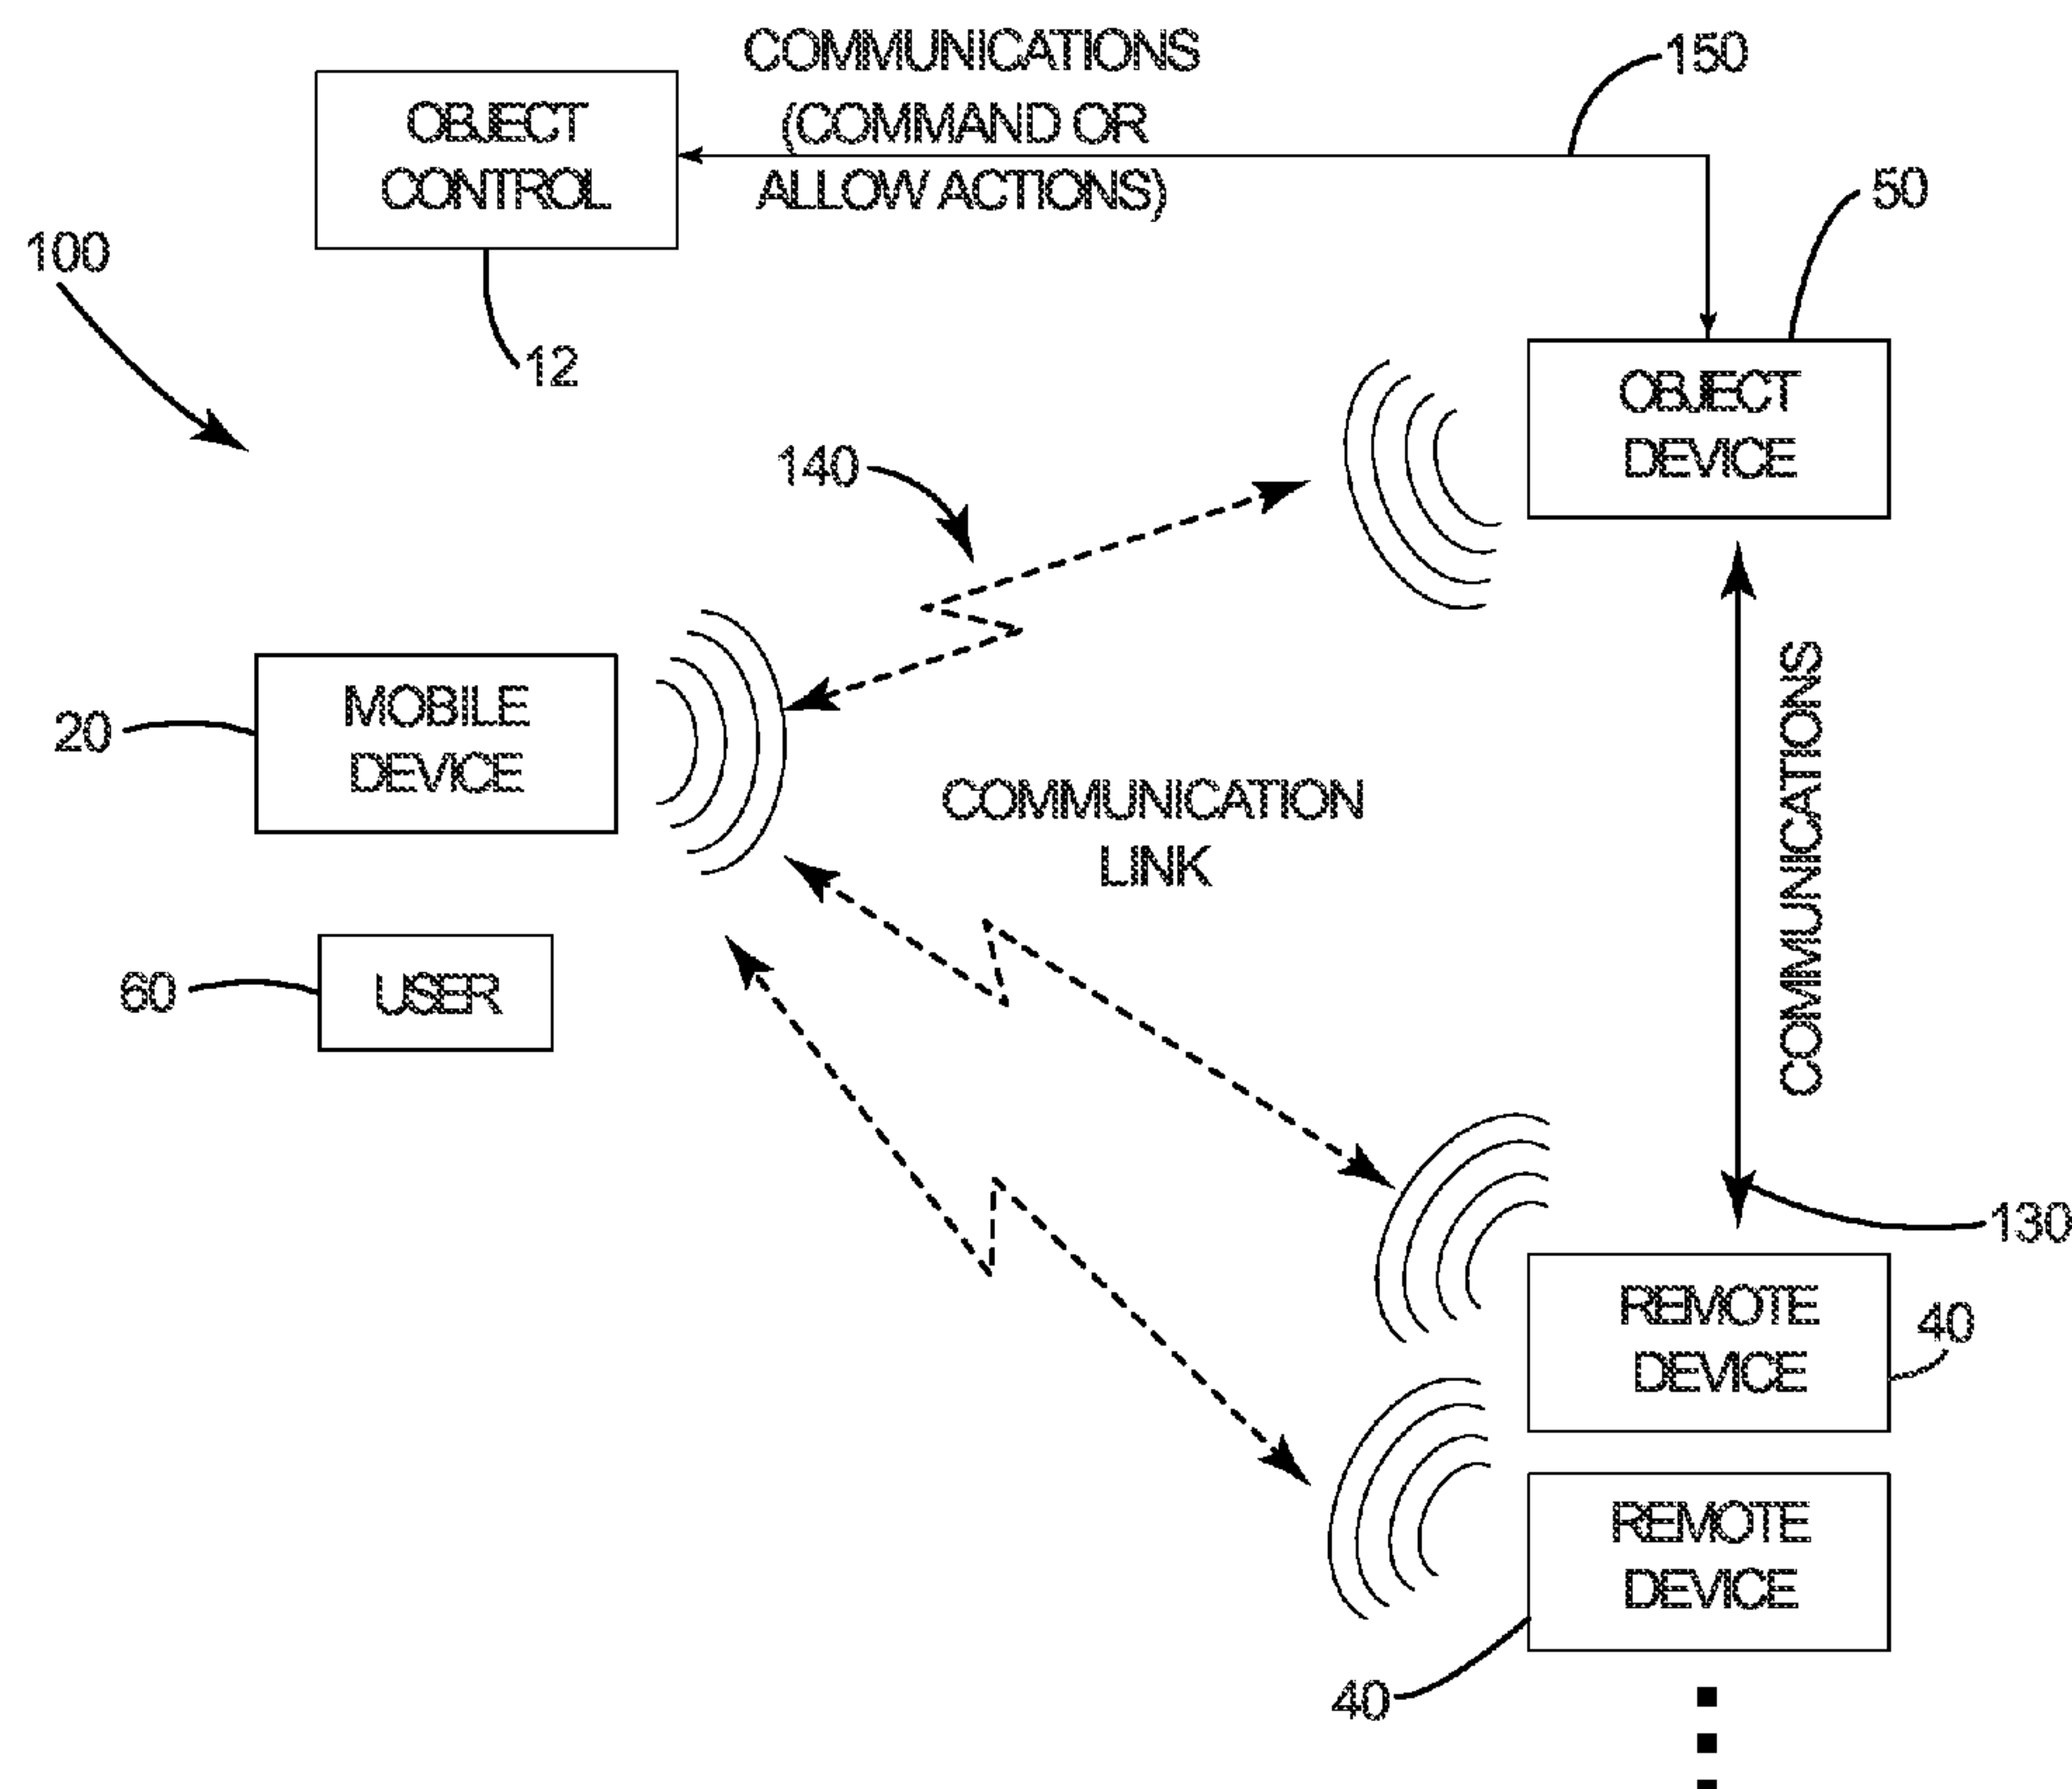 COMMUNICATIONS
(COMMAND OR
ALLOW ACTIONS)
150
OBJECT
CONTROL
50
100
12
OBJECT
DEVICE
140
MOBILE
DEVICE
20
COMMUNICATION
LINK
COMMUNICATIONS
USER
60
130
REMOTE
DEVICE
40
REMOTE
DEVICE
40